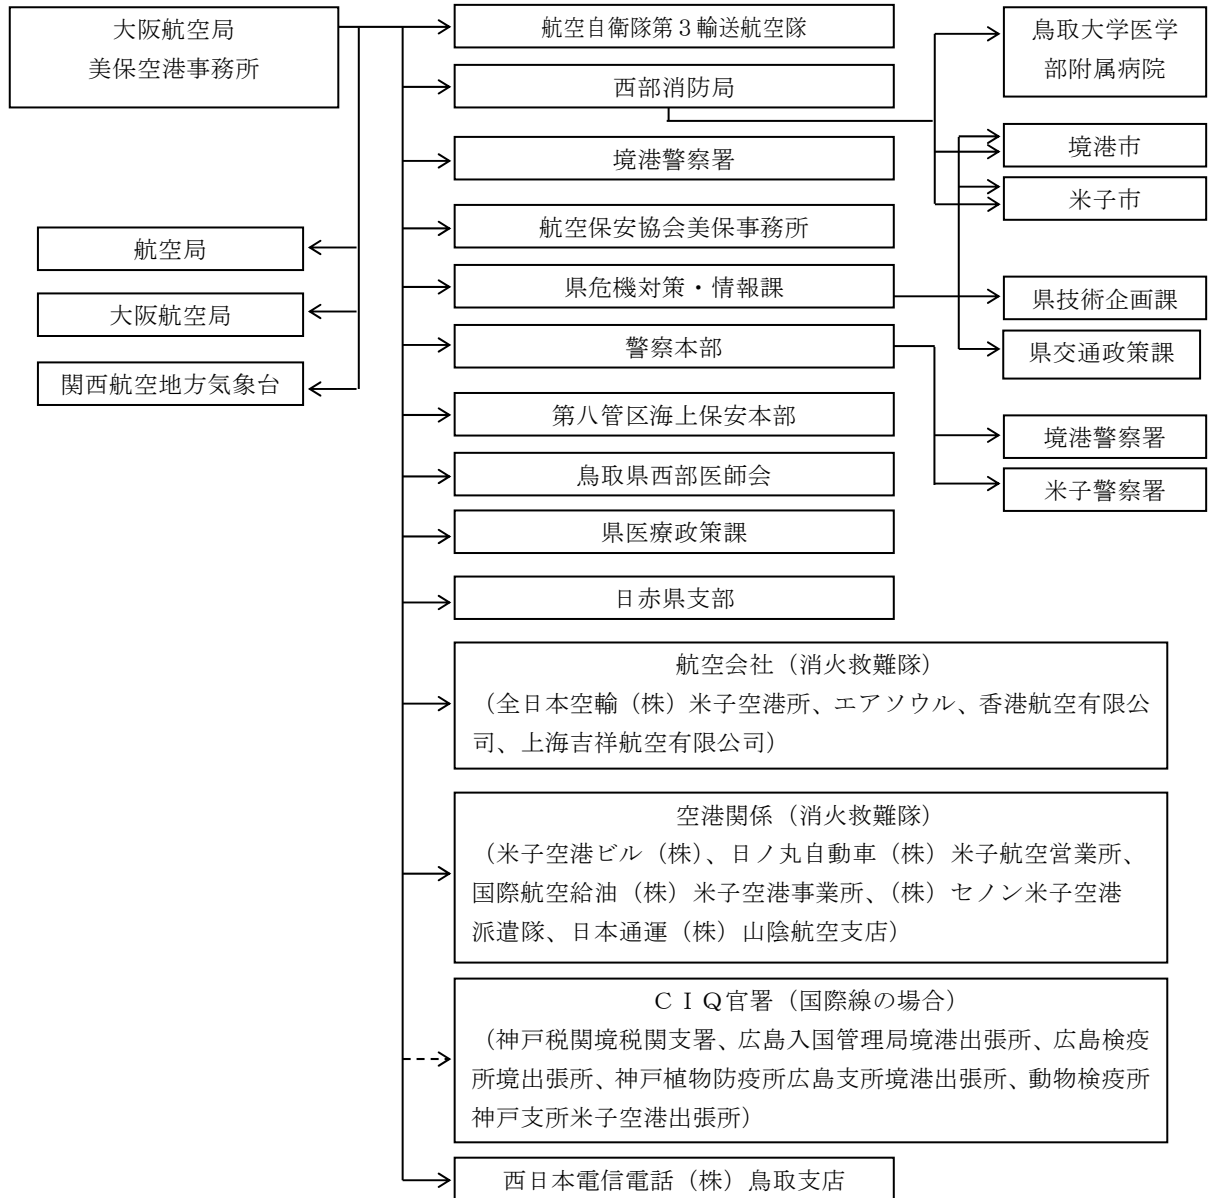 大阪航空局
美保空港事務所
航空局
大阪航空局
関西航空地方気象台
航空自衛隊第３輸送航空隊
西部消防局
境港警察署
航空保安協会美保事務所
県危機対策・情報課
警察本部
第八管区海上保安本部
鳥取県西部医師会
県医療政策課
日赤県支部
航空会社（消火救難隊）
（全日本空輸（株）米子空港所、エアソウル、香港航空有限公
司、上海吉祥航空有限公司）
空港関係（消火救難隊）
（米子空港ビル（株）、日ノ丸自動車（株）米子航空営業所、
国際航空給油（株）米子空港事業所、（株）セノン米子空港
派遣隊、日本通運（株）山陰航空支店）
ＣＩＱ官署（国際線の場合）
（神戸税関境税関支署、広島入国管理局境港出張所、広島検疫
所境出張所、神戸植物防疫所広島支所境港出張所、動物検疫所
神戸支所米子空港出張所）
西日本電信電話（株）鳥取支店
鳥取大学医学
部附属病院
境港市
米子市
県技術企画課
県交通政策課
境港警察署
米子警察署